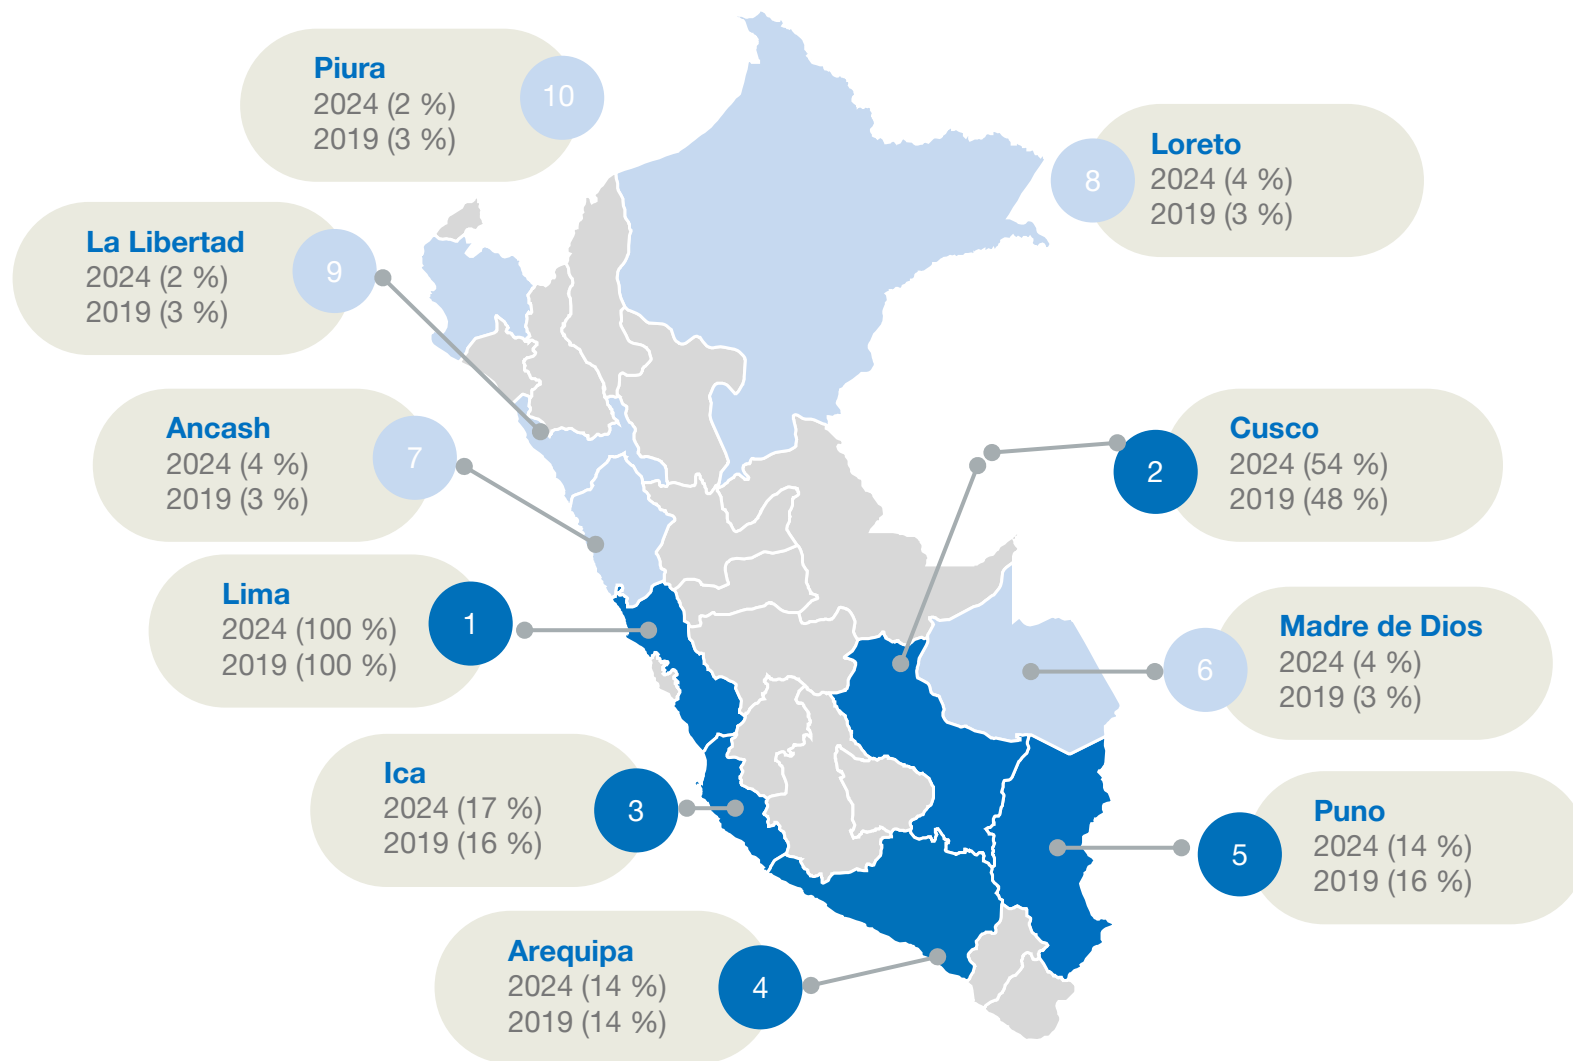 Piura
2024 (2 %)
2019 (3 %)
10
Loreto
2024 (4 %)
2019 (3 %)
8
La Libertad
2024 (2 %)
2019 (3 %)
9
Ancash
2024 (4 %)
2019 (3 %)
7
Cusco
2024 (54 %)
2019 (48 %)
2
Lima
2024 (100 %)
2019 (100 %)
1
Madre de Dios
2024 (4 %)
2019 (3 %)
6
Ica
2024 (17 %)
2019 (16 %)
3
Puno
2024 (14 %)
2019 (16 %)
5
Arequipa
2024 (14 %)
2019 (14 %)
4